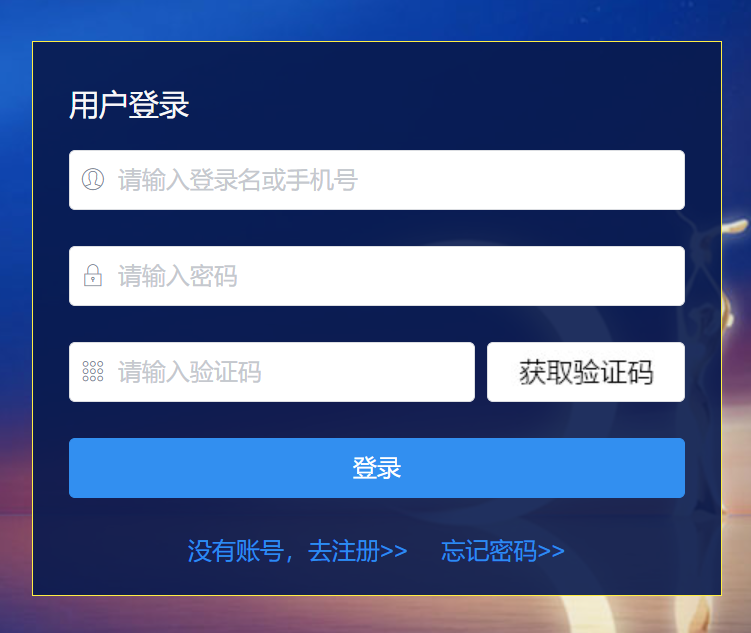 用户登录
请输入登录名或手机号
请输入密码
请输入验证码 获取验证码
登录
没有账号，去注册>> 忘记密码>>